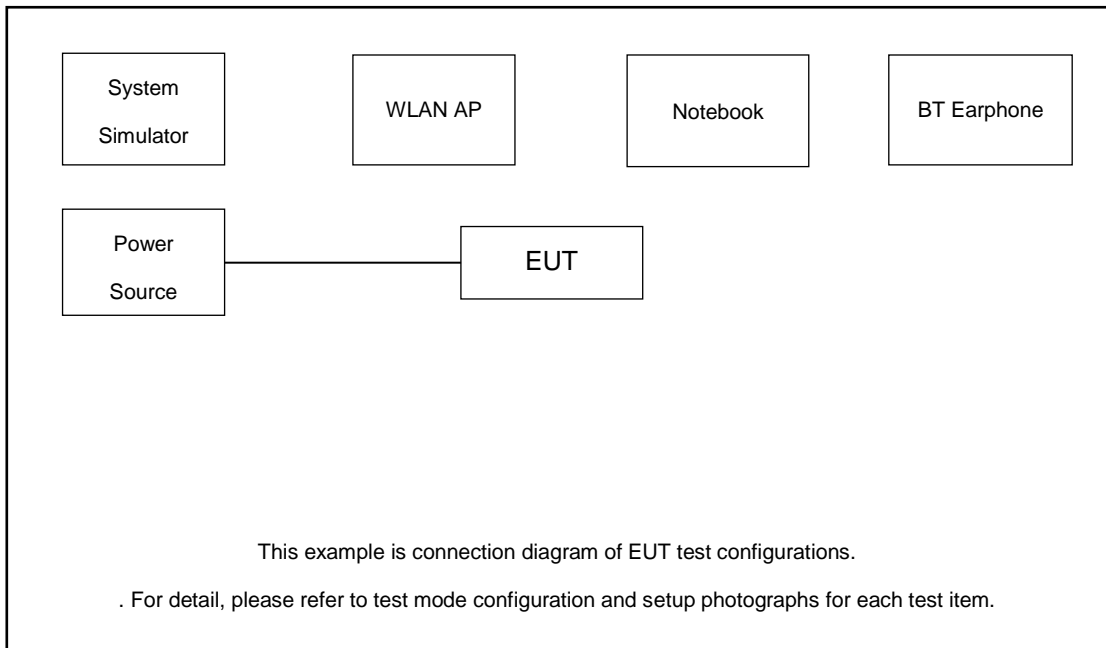 System
Simulator
WLAN AP
Notebook
BT Earphone
Power
Source
EUT
This example is connection diagram of EUT test configurations.
. For detail, please refer to test mode configuration and setup photographs for each test item.